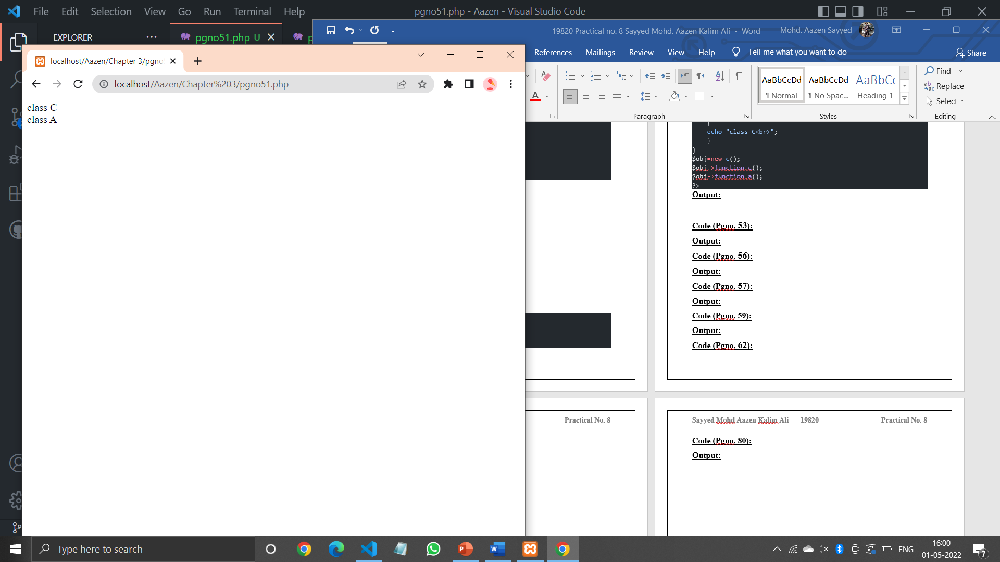 File Edit Selection View Go Run Terminal Help
pgno51.php - Aazen - Visual Studio Code
EXPLORER
pgno51.php U
19820 Practical no. 8 Sayyed Mohd. Aazen Kalim Ali - Word
Mohd. Aazen Sayyed
References Mailings Review View Help Tell me what you want to do
Share
localhost/Aazen/Chapter 3/pgno
localhost/Aazen/Chapter%203/pgno51.php
class C
class A
AaBbCcDd AaBbCcDd AaBbC
¶ Normal ¶ No Spac... Heading 1
Find
Replace
Select
Paragraph
Styles
Editing
{
echo "class C<br>";
}
}
$obj=new c();
$obj->function_c();
$obj->function_a();
?>
Output:
Code (Pgno. 53):
Output:
Code (Pgno. 56):
Output:
Code (Pgno. 57):
Output:
Code (Pgno. 59):
Output:
Code (Pgno. 62):
Practical No. 8
Sayyed Mohd Aazen Kalim Ali 19820 Practical No. 8
Code (Pgno. 80):
Output:
Type here to search
ENG
16:00
01-05-2022
7